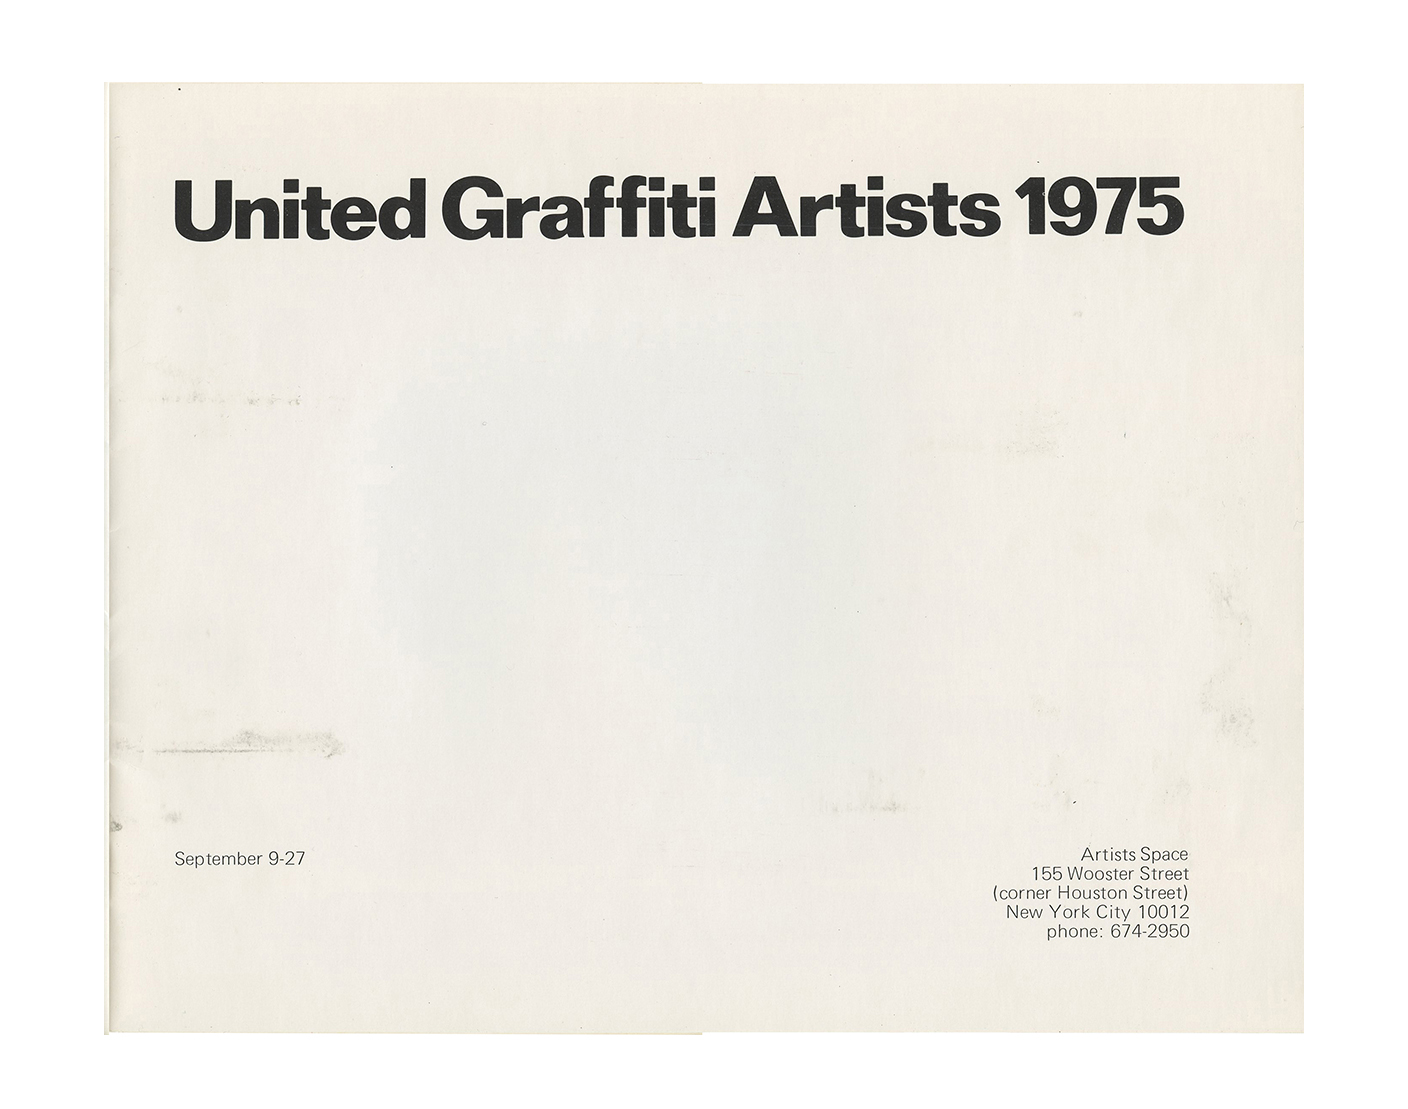 United Graffiti Artists 1975
September 9-27
Artists Space
155 Wooster Street
(corner Houston Street)
New York City 10012
phone: 674-2950